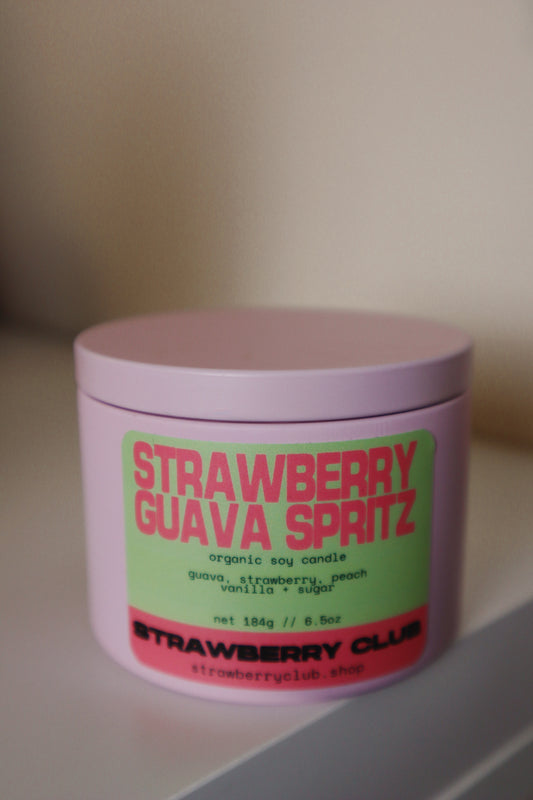 STRAWBERRY
GUAVA SPRITZ
organic soy candle
guava, strawberry, peach
vanilla + sugar
net 184g // 6.5oz
STRAWBERRY CLUB
strawberryclub.shop